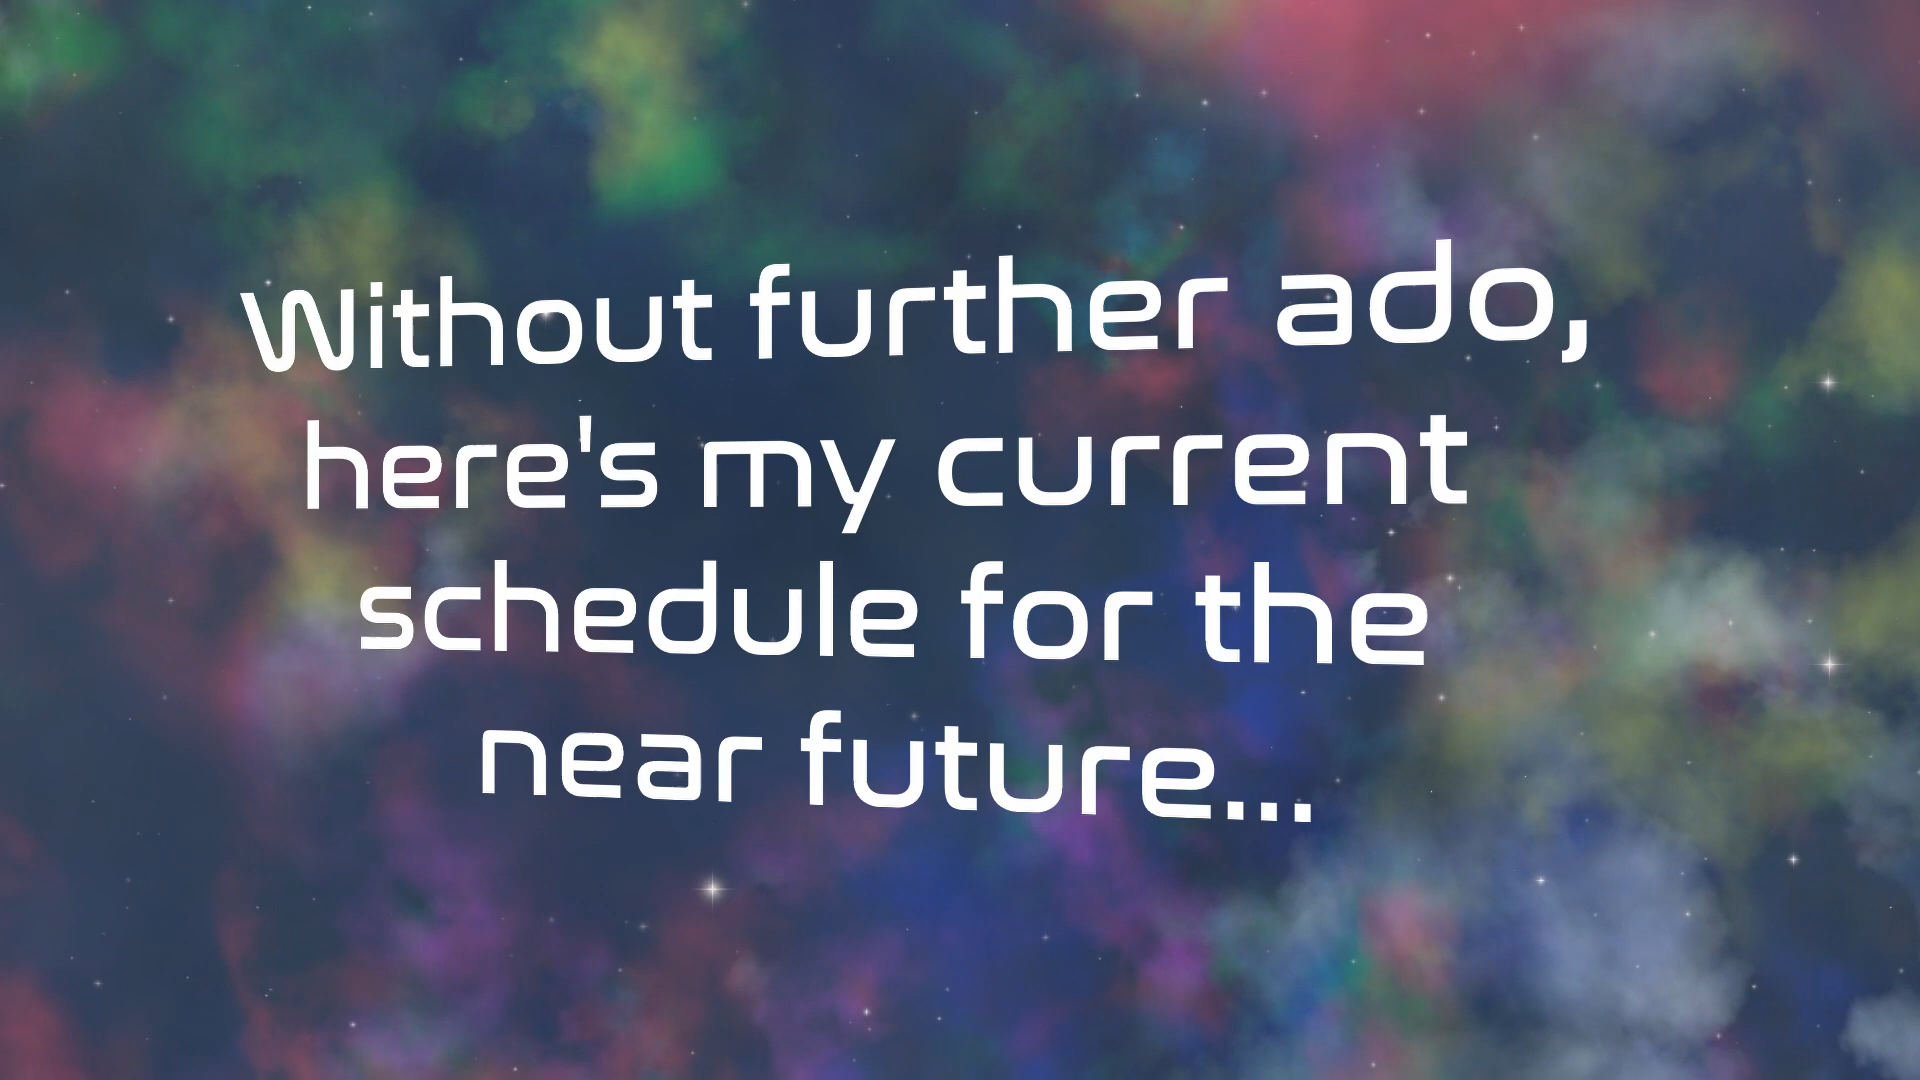 Without further ado,
here's my current
schedule for the
near future...